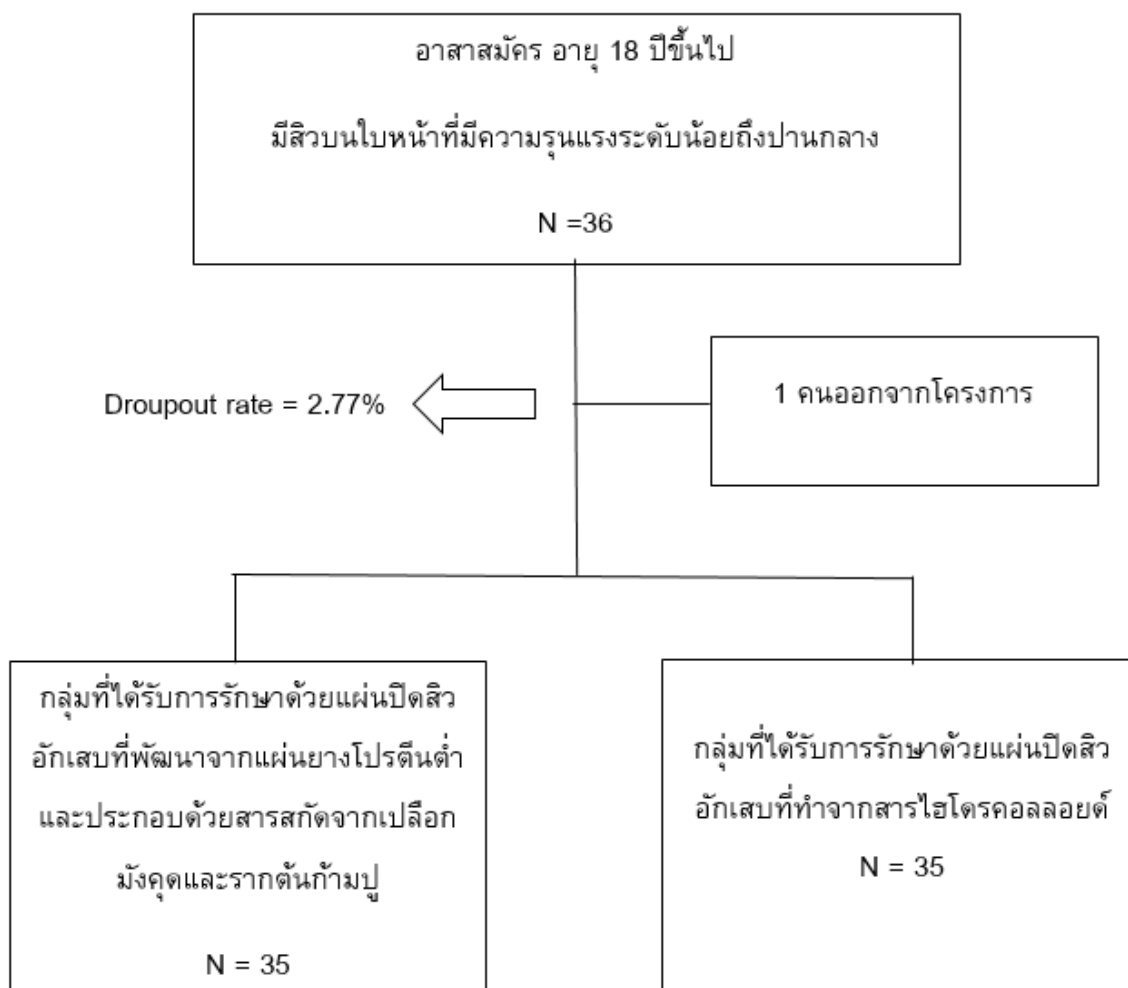 อาสาสมัคร อายุ 18 ปีขึ้นไป
มีสิวบนใบหน้าที่มีความรุนแรงระดับน้อยถึงปานกลาง
N =36
Droupout rate = 2.77%
1 คนออกจากโครงการ
กลุ่มที่ได้รับการรักษาด้วยแผ่นปิดสิว
อักเสบที่พัฒนาจากแผ่นยางโปรตีนต่ำ
และประกอบด้วยสารสกัดจากเปลือก
มังคุดและรากต้นก้ามปู
N = 35
กลุ่มที่ได้รับการรักษาด้วยแผ่นปิดสิว
อักเสบที่ทำจากสารไฮโดรคอลลอยด์
N = 35